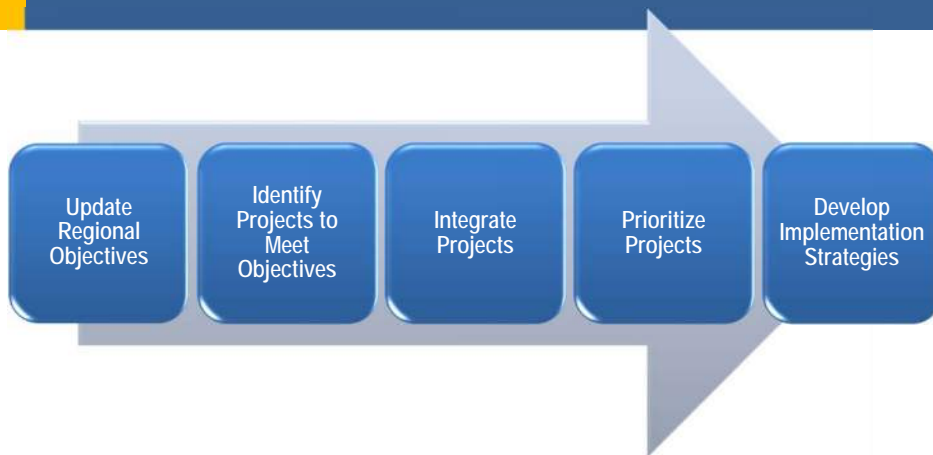 Update
Regional
Objectives
Identify
Projects to
Meet
Objectives
Integrate
Projects
Prioritize
Projects
Develop
Implementation
Strategies